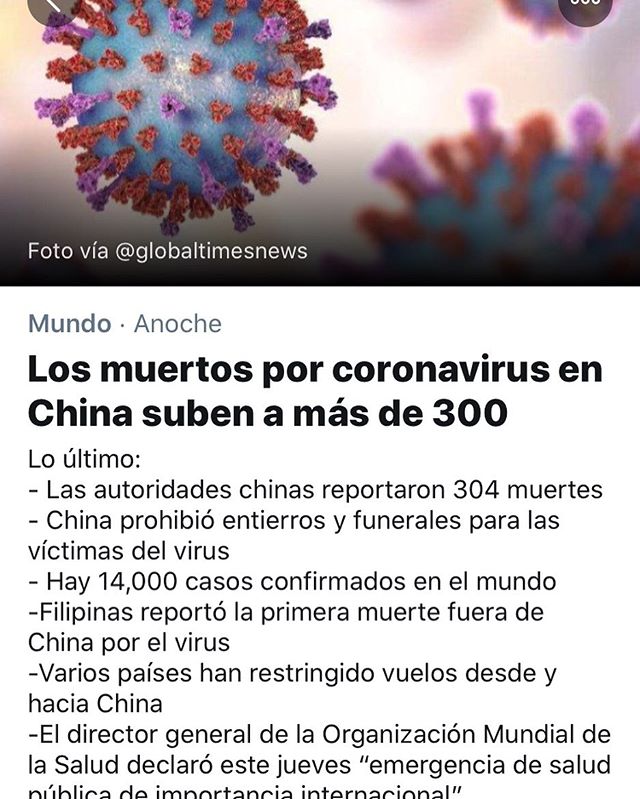 Foto vía @globaltimesnews
Mundo · Anoche
Los muertos por coronavirus en
China suben a más de 300
Lo último:
- Las autoridades chinas reportaron 304 muertes
- China prohibió entierros y funerales para las
víctimas del virus
- Hay 14,000 casos confirmados en el mundo
-Filipinas reportó la primera muerte fuera de
China por el virus
-Varios países han restringido vuelos desde y
hacia China
-El director general de la Organización Mundial de
la Salud declaró este jueves “emergencia de salud
pública de importancia internacional”